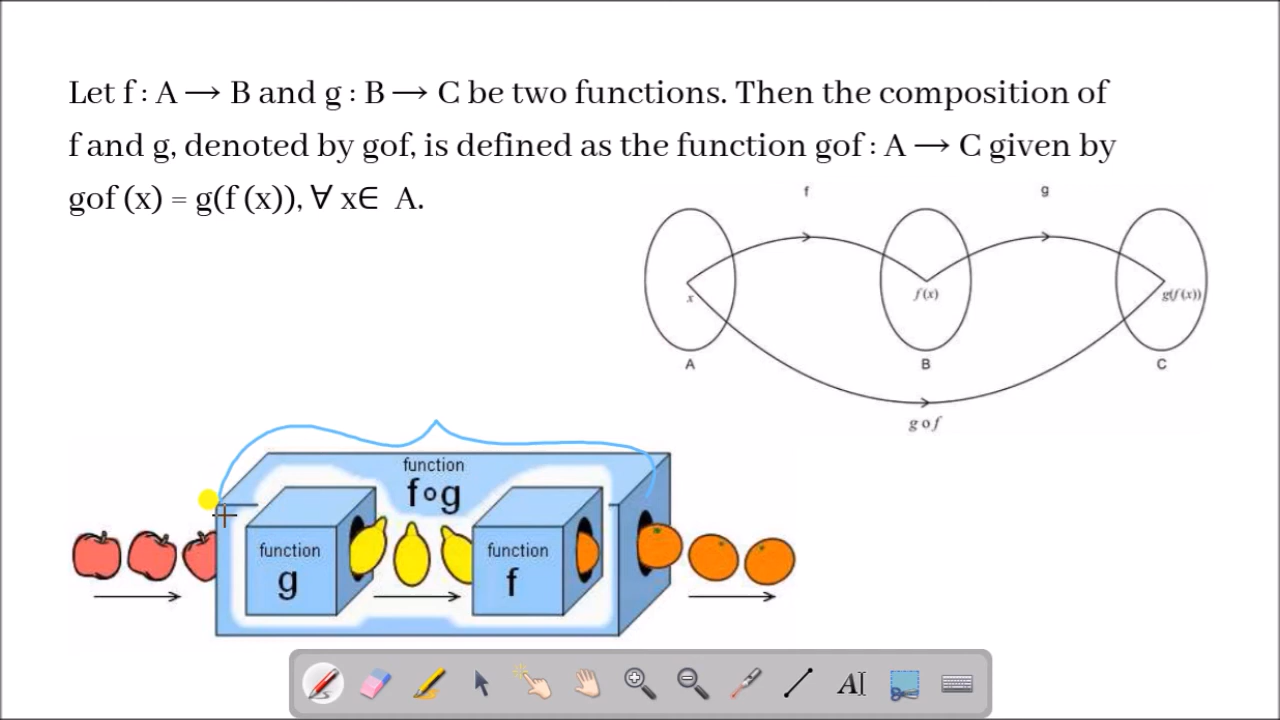 Let f : A → B and g : B → C be two functions. Then the composition of
f and g, denoted by gof, is defined as the function gof : A → C given by
gof (x) = g(f (x)), ∀ x∈ A.
f
g
x
f(x)
g(f(x))
A
B
C
g o f
function
f∘g
function
g
function
f
AI